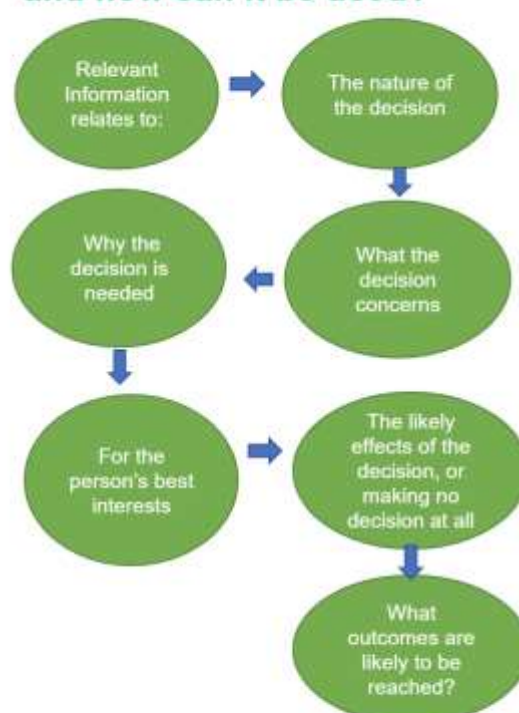 Relevant
Information
relates to:
The nature of
the decision
What the
decision
concerns
Why the
decision is
needed
For the
person's best
interests
The likely
effects of the
decision, or
making no
decision at all
What
outcomes are
likely to be
reached?